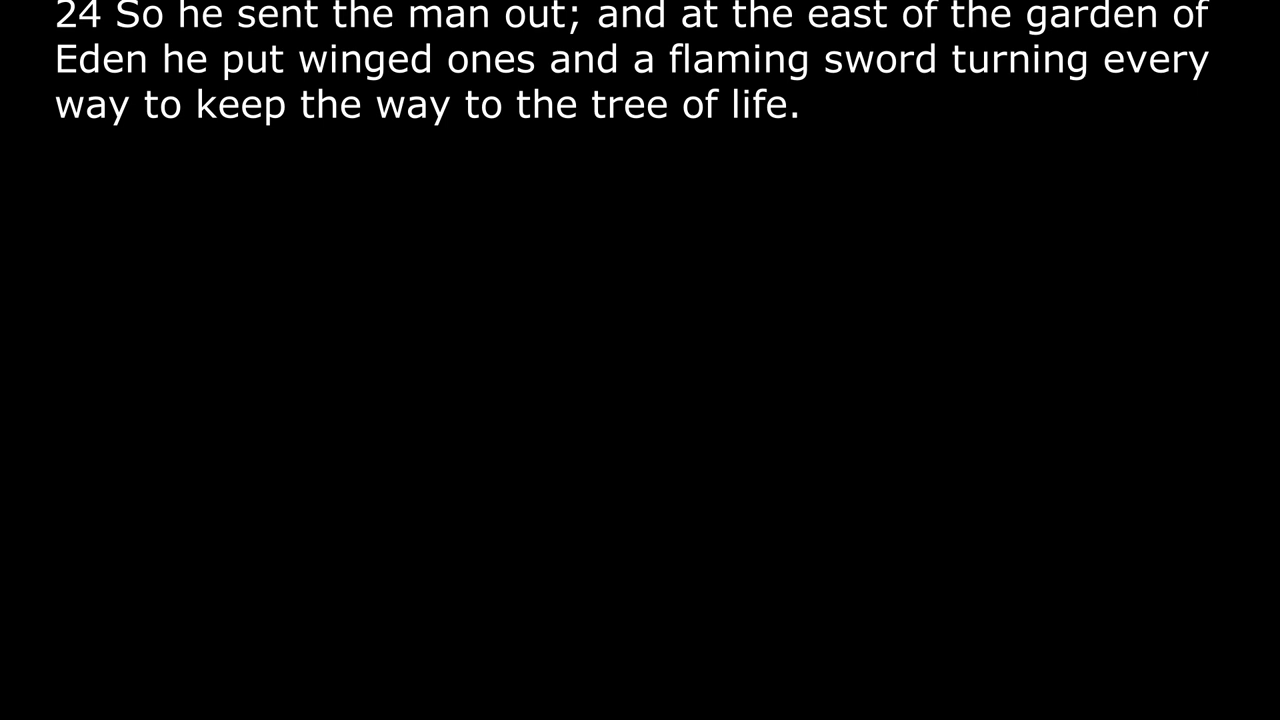 24 So he sent the man out; and at the east of the garden of
Eden he put winged ones and a flaming sword turning every
way to keep the way to the tree of life.